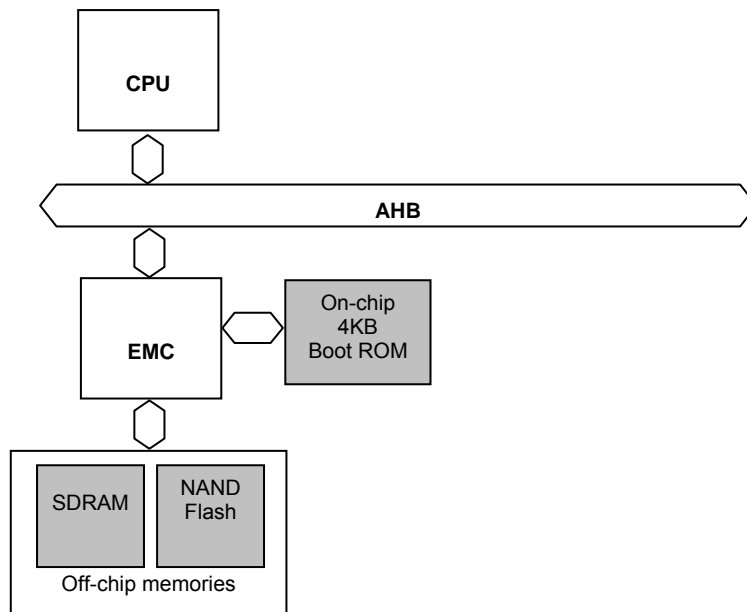 CPU
AHB
EMC
On-chip
4KB
Boot ROM
SDRAM
NAND
Flash
Off-chip memories